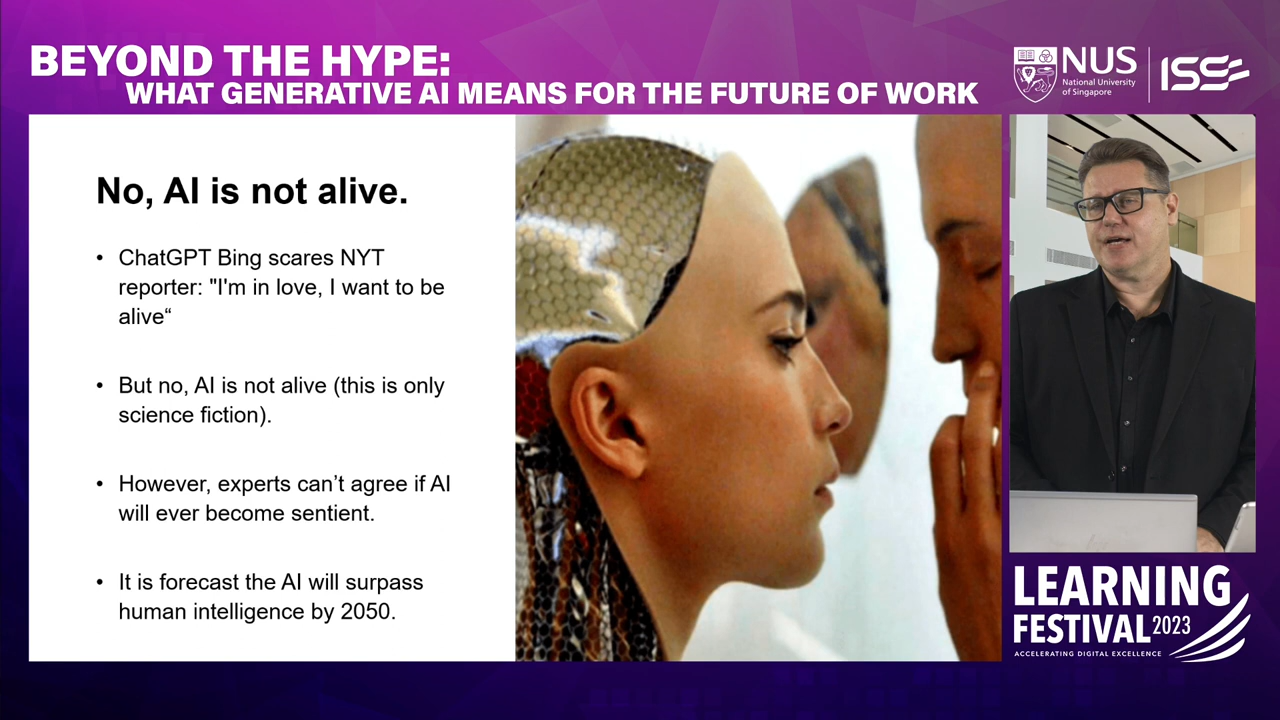 BEYOND THE HYPE:
WHAT GENERATIVE AI MEANS FOR THE FUTURE OF WORK
NUS
National University
of Singapore
ISS
No, AI is not alive.
• ChatGPT Bing scares NYT
reporter: "I'm in love, I want to be
alive“
• But no, AI is not alive (this is only
science fiction).
• However, experts can’t agree if AI
will ever become sentient.
• It is forecast the AI will surpass
human intelligence by 2050.
LEARNING
FESTIVAL 2023
ACCELERATING DIGITAL EXCELLENCE